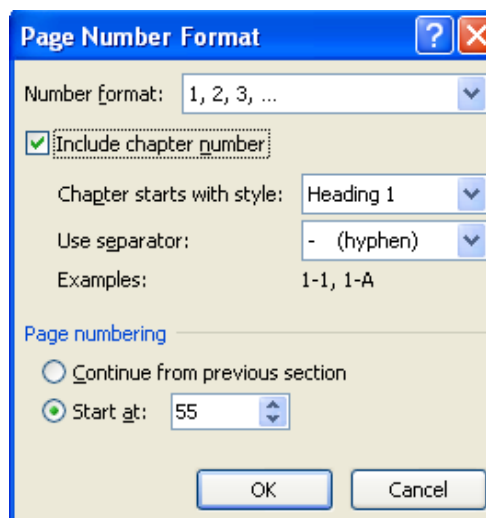 Page Number Format
Number format: 1, 2, 3, ...
Include chapter number
Chapter starts with style: Heading 1
Use separator: - (hyphen)
Examples: 1-1, 1-A
Page numbering
Continue from previous section
Start at: 55
OK Cancel